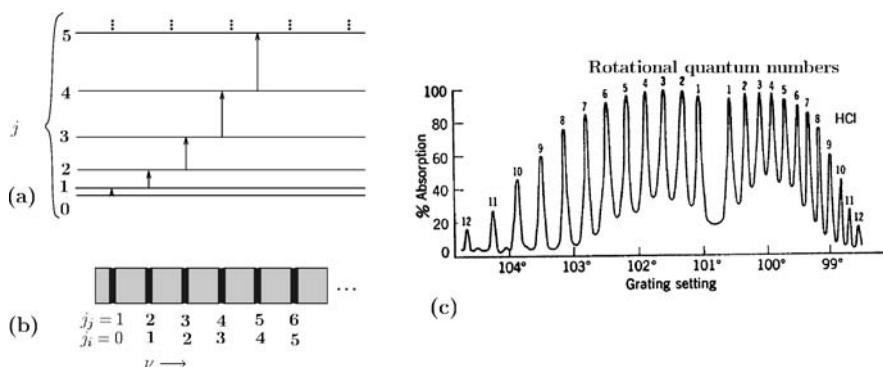 5
4
j
3
2
1
(a)
0
(b)
j_j = 1 2 3 4 5 6
j_i = 0 1 2 3 4 5
ν ⟶
...
Rotational quantum numbers
HCl
% Absorption
100
80
60
40
20
0
12 11 10 9 8 7 6 5 4 3 2 1 1 2 3 4 5 6 7 8 9 10 11 12
104° 103° 102° 101° 100° 99°
Grating setting
(c)